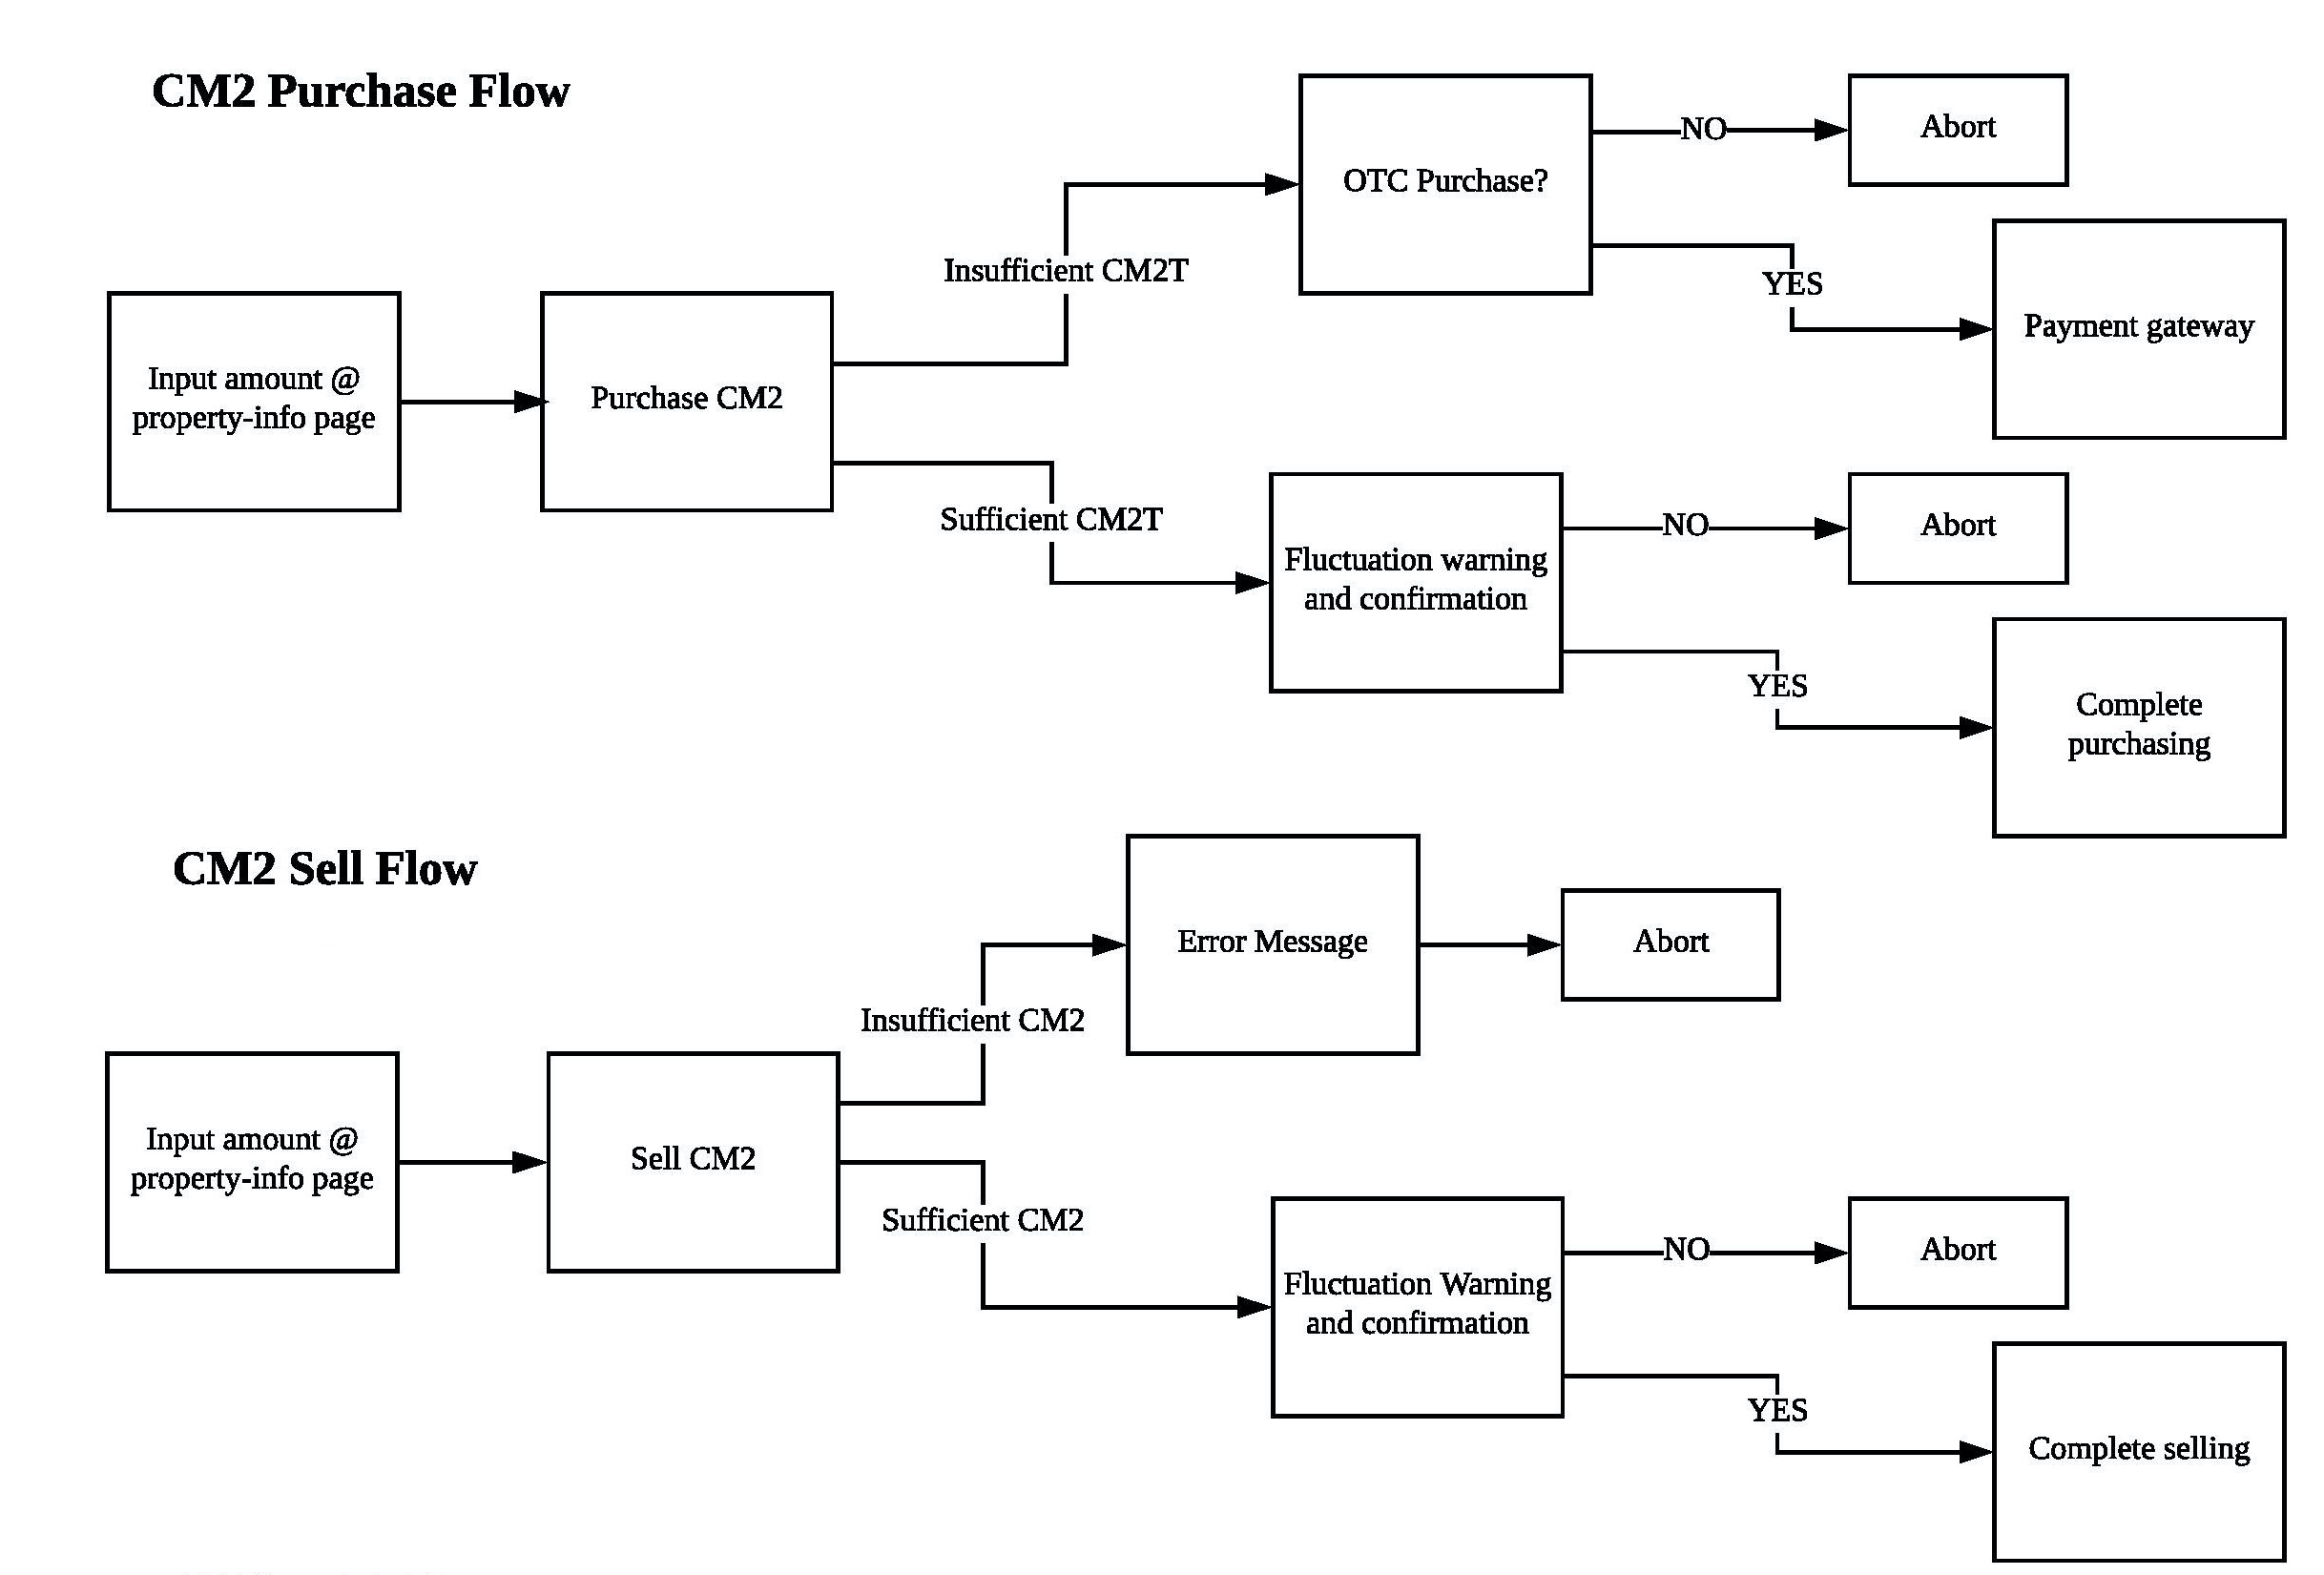 CM2 Purchase Flow
OTC Purchase?
NO
Abort
YES
Payment gateway
Insufficient CM2T
Input amount @
property-info page
Purchase CM2
Sufficient CM2T
Fluctuation warning
and confirmation
NO
Abort
YES
Complete
purchasing
CM2 Sell Flow
Error Message
Abort
Insufficient CM2
Input amount @
property-info page
Sell CM2
Sufficient CM2
Fluctuation Warning
and confirmation
NO
Abort
YES
Complete selling